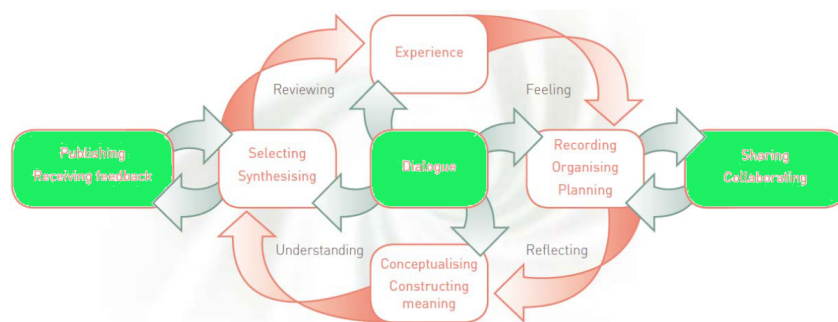 Experience
Reviewing
Feeling
Publishing
Receiving feedback
Selecting
Synthesising
Dialogue
Recording
Organising
Planning
Sharing
Collaborating
Understanding
Reflecting
Conceptualising
Constructing
meaning